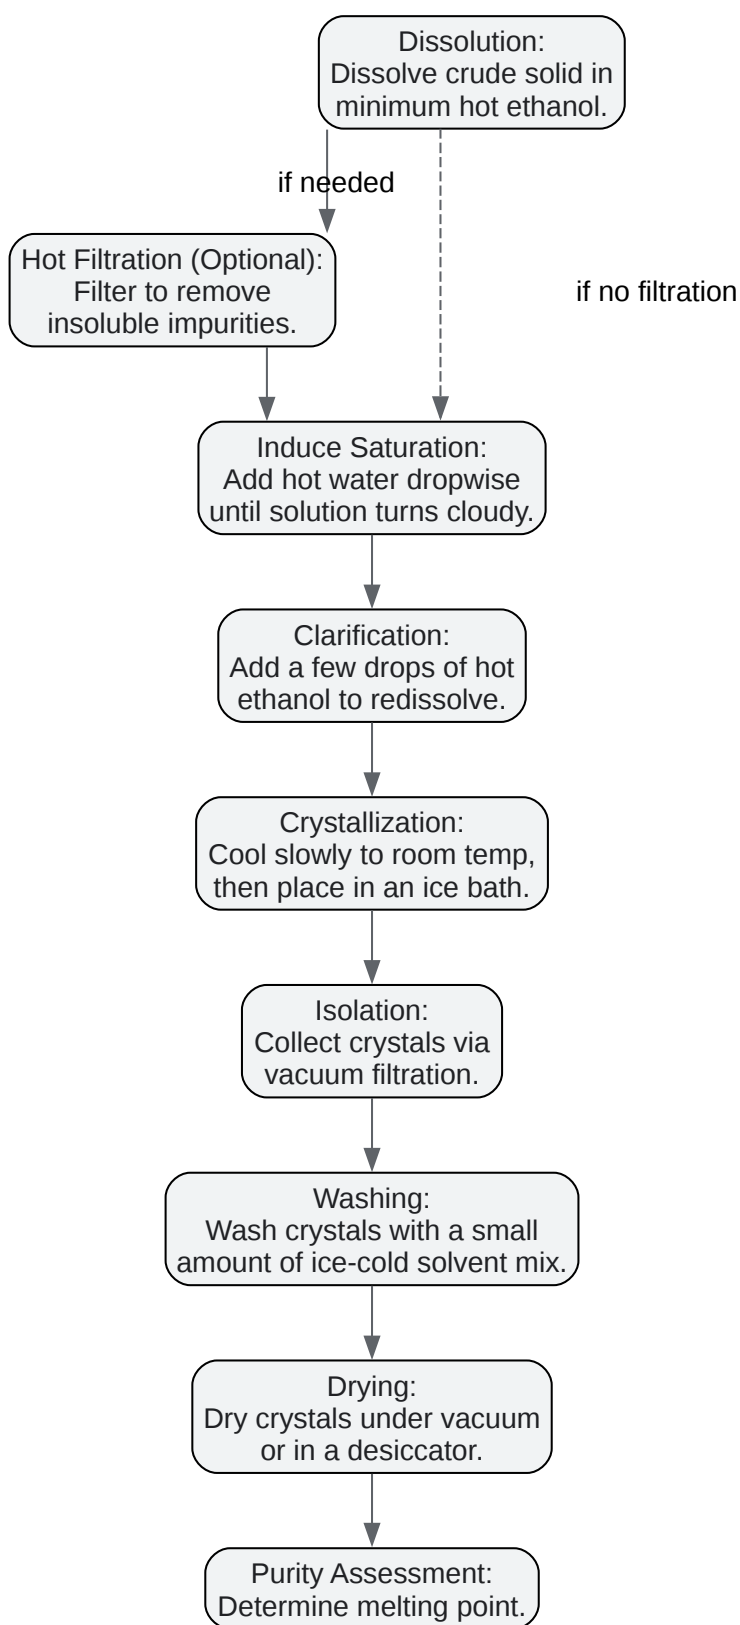 Dissolution:
Dissolve crude solid in
minimum hot ethanol.
if needed
Hot Filtration (Optional):
Filter to remove
insoluble impurities.
if no filtration
Induce Saturation:
Add hot water dropwise
until solution turns cloudy.
Clarification:
Add a few drops of hot
ethanol to redissolve.
Crystallization:
Cool slowly to room temp,
then place in an ice bath.
Isolation:
Collect crystals via
vacuum filtration.
Washing:
Wash crystals with a small
amount of ice-cold solvent mix.
Drying:
Dry crystals under vacuum
or in a desiccator.
Purity Assessment:
Determine melting point.